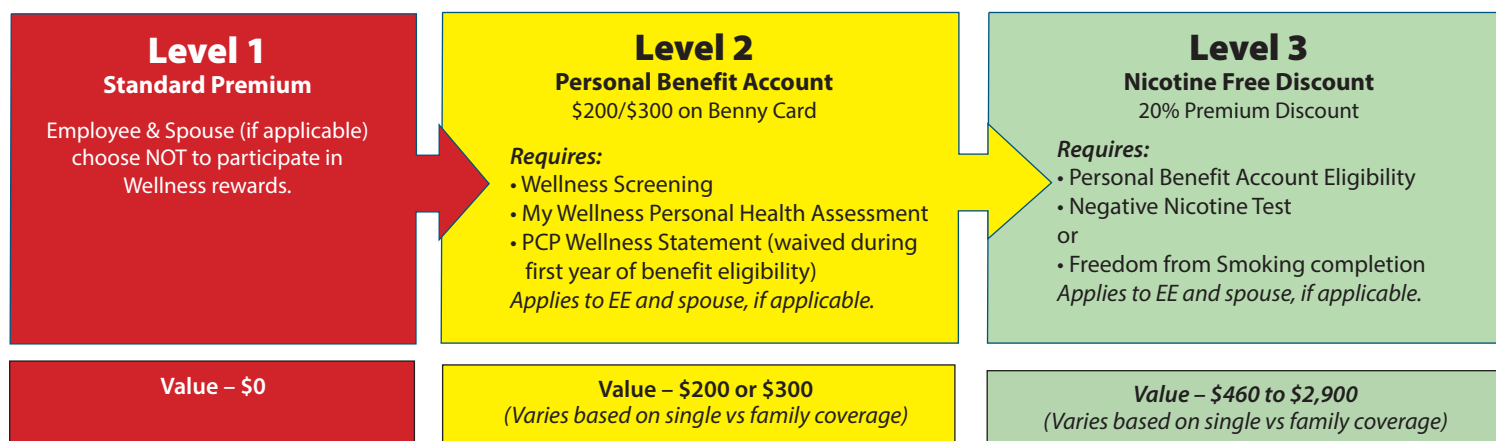 Level 1
Standard Premium
Employee & Spouse (if applicable)
choose NOT to participate in
Wellness rewards.
Level 2
Personal Benefit Account
$200/$300 on Benny Card
Requires:
• Wellness Screening
• My Wellness Personal Health Assessment
• PCP Wellness Statement (waived during
first year of benefit eligibility)
Applies to EE and spouse, if applicable.
Level 3
Nicotine Free Discount
20% Premium Discount
Requires:
• Personal Benefit Account Eligibility
• Negative Nicotine Test
or
• Freedom from Smoking completion
Applies to EE and spouse, if applicable.
Value – $0
Value – $200 or $300
(Varies based on single vs family coverage)
Value – $460 to $2,900
(Varies based on single vs family coverage)